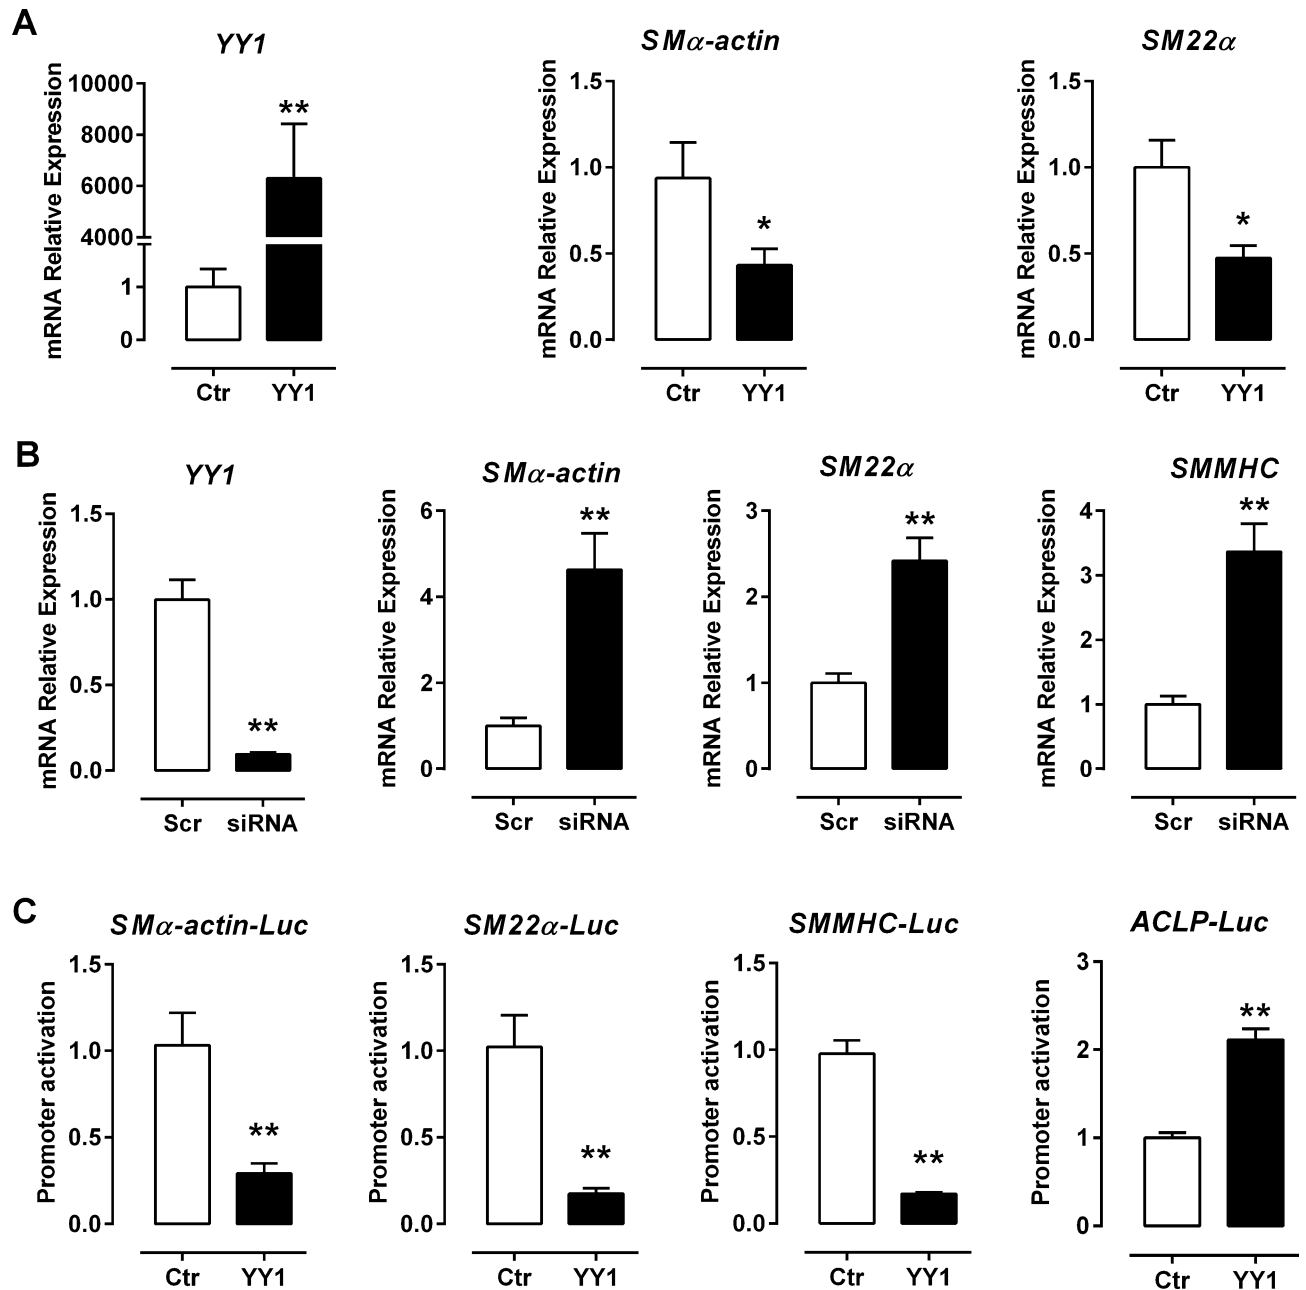 A
YY1
mRNA Relative Expression
10000
8000
6000
4000
1
0
**
Ctr YY1
SMα-actin
mRNA Relative Expression
1.5
1.0
0.5
0.0
*
Ctr YY1
SM22α
mRNA Relative Expression
1.5
1.0
0.5
0.0
*
Ctr YY1
B
YY1
mRNA Relative Expression
1.5
1.0
0.5
0.0
**
Scr siRNA
SMα-actin
mRNA Relative Expression
6
4
2
0
**
Scr siRNA
SM22α
mRNA Relative Expression
3
2
1
0
**
Scr siRNA
SMMHC
mRNA Relative Expression
4
3
2
1
0
**
Scr siRNA
C
SMα-actin-Luc
Promoter activation
1.5
1.0
0.5
0.0
**
Ctr YY1
SM22α-Luc
Promoter activation
1.5
1.0
0.5
0.0
**
Ctr YY1
SMMHC-Luc
Promoter activation
1.5
1.0
0.5
0.0
**
Ctr YY1
ACLP-Luc
Promoter activation
3
2
1
0
**
Ctr YY1